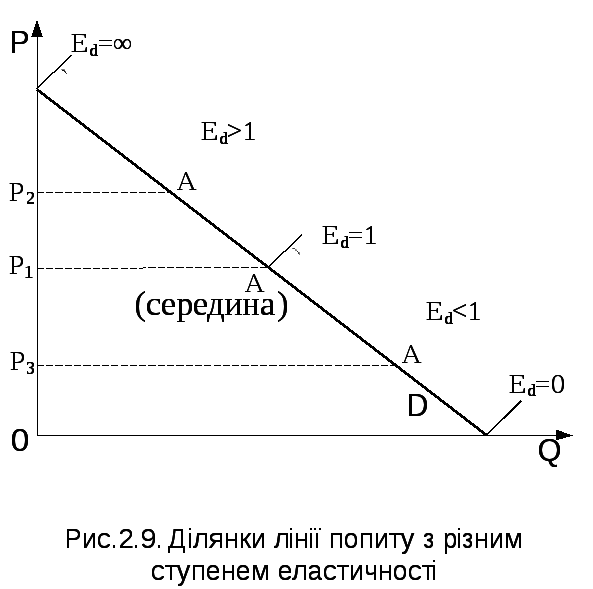 P
Ed=∞
Ed>1
P2
A
Ed=1
P1
A
(середина)
Ed<1
P3
A
Ed=0
D
0
Q
Рис.2.9. Ділянки лінії попиту з різним
ступенем еластичності